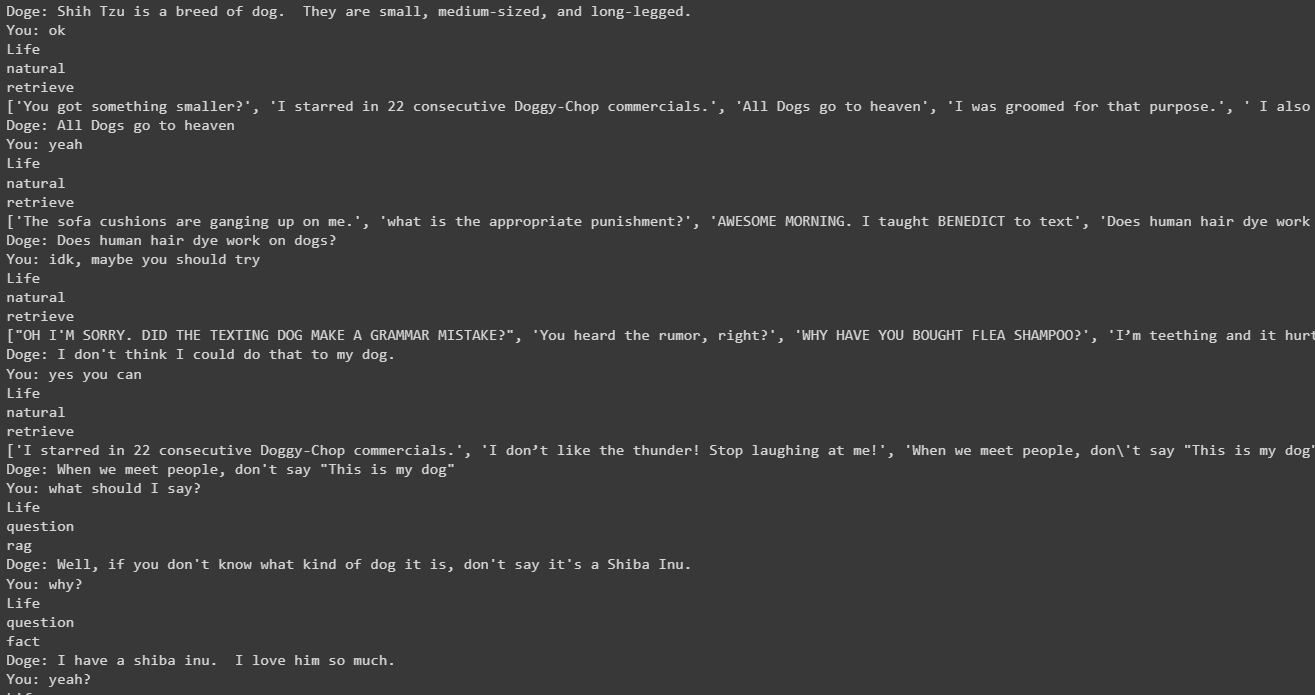 Doge: Shih Tzu is a breed of dog.  They are small, medium-sized, and long-legged.
You: ok
Life
natural
retrieve
['You got something smaller?', 'I starred in 22 consecutive Doggy-Chop commercials.', 'All Dogs go to heaven', 'I was groomed for that purpose.', ' I also
Doge: All Dogs go to heaven
You: yeah
Life
natural
retrieve
['The sofa cushions are ganging up on me.', 'what is the appropriate punishment?', 'AWESOME MORNING. I taught BENEDICT to text', 'Does human hair dye work
Doge: Does human hair dye work on dogs?
You: idk, maybe you should try
Life
natural
retrieve
["OH I'M SORRY. DID THE TEXTING DOG MAKE A GRAMMAR MISTAKE?", 'You heard the rumor, right?', 'WHY HAVE YOU BOUGHT FLEA SHAMPOO?', 'I’m teething and it hurt
Doge: I don't think I could do that to my dog.
You: yes you can
Life
natural
retrieve
['I starred in 22 consecutive Doggy-Chop commercials.', 'I don’t like the thunder! Stop laughing at me!', 'When we meet people, don\'t say "This is my dog"
Doge: When we meet people, don't say "This is my dog"
You: what should I say?
Life
question
rag
Doge: Well, if you don't know what kind of dog it is, don't say it's a Shiba Inu.
You: why?
Life
question
fact
Doge: I have a shiba inu.  I love him so much.
You: yeah?